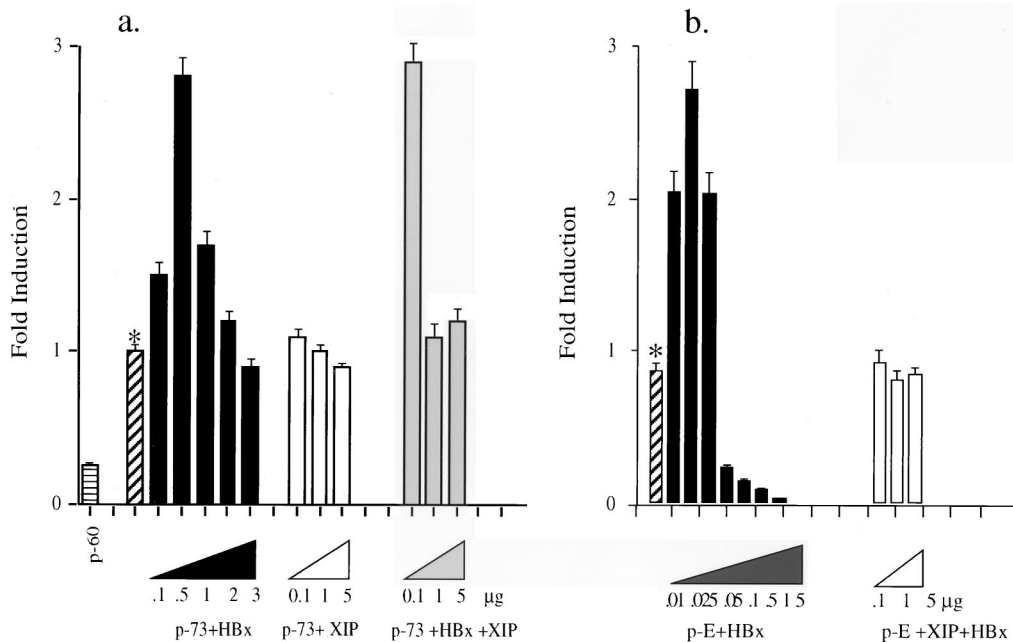 a.
b.
Fold Induction
3
2
1
0
*
p-60
.1 .5 1 2 3
0.1 1 5
0.1 1 5 µg
p-73+HBx
p-73+ XIP
p-73 +HBx +XIP
Fold Induction
3
2
1
0
*
.01 .025 .05 .1 .5 1 5
.1 1 5 µg
p-E+HBx
p-E +XIP+HBx